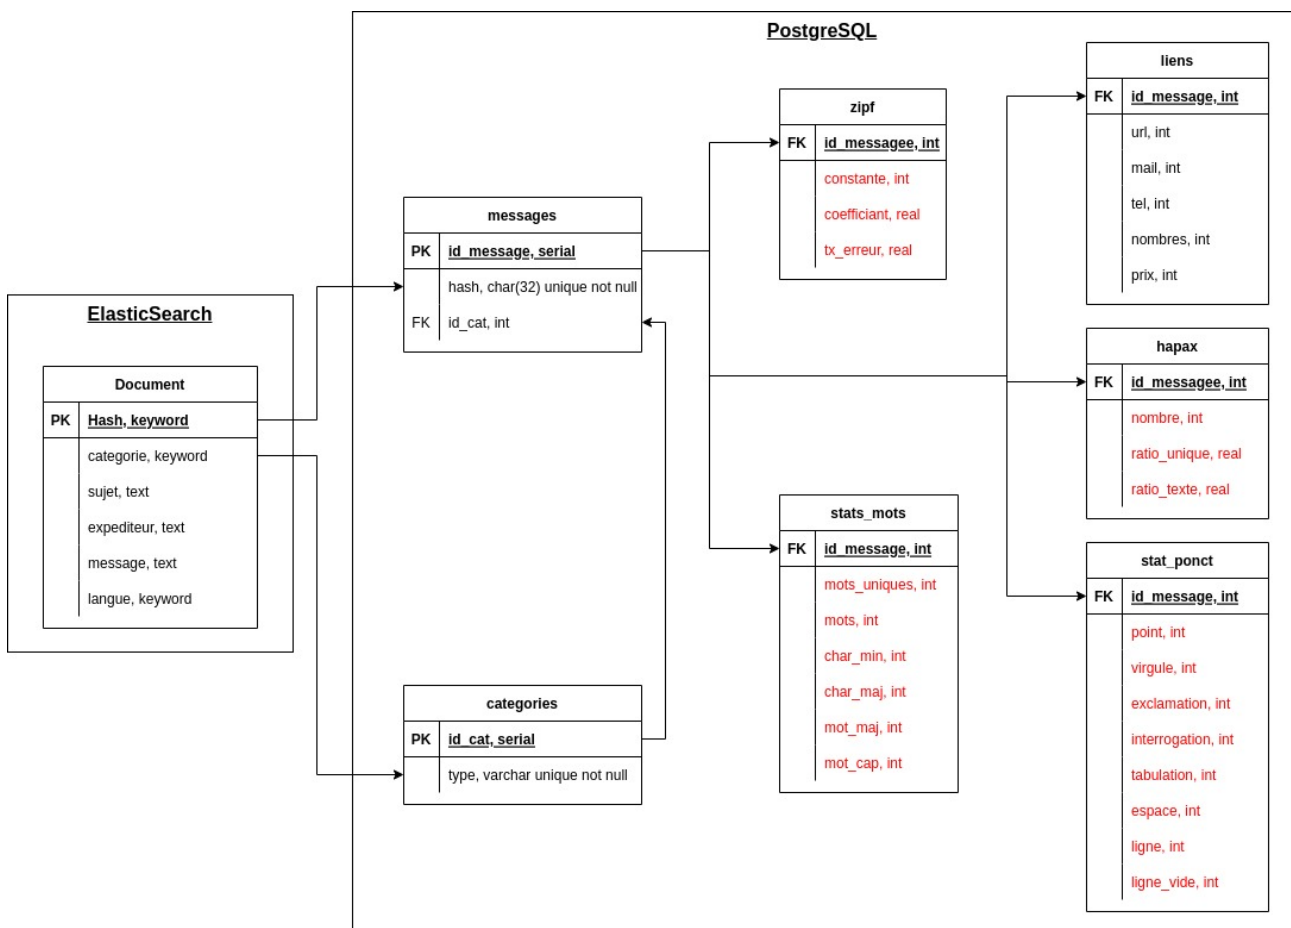 PostgreSQL
ElasticSearch
Document
PK Hash, keyword
categorie, keyword
sujet, text
expediteur, text
message, text
langue, keyword
messages
PK id_message, serial
hash, char(32) unique not null
FK id_cat, int
categories
PK id_cat, serial
type, varchar unique not null
zipf
FK id_messagee, int
constante, int
coefficiant, real
tx_erreur, real
stats_mots
FK id_message, int
mots_uniques, int
mots, int
char_min, int
char_maj, int
mot_maj, int
mot_cap, int
liens
FK id_message, int
url, int
mail, int
tel, int
nombres, int
prix, int
hapax
FK id_messagee, int
nombre, int
ratio_unique, real
ratio_texte, real
stat_ponct
FK id_message, int
point, int
virgule, int
exclamation, int
interrogation, int
tabulation, int
espace, int
ligne, int
ligne_vide, int